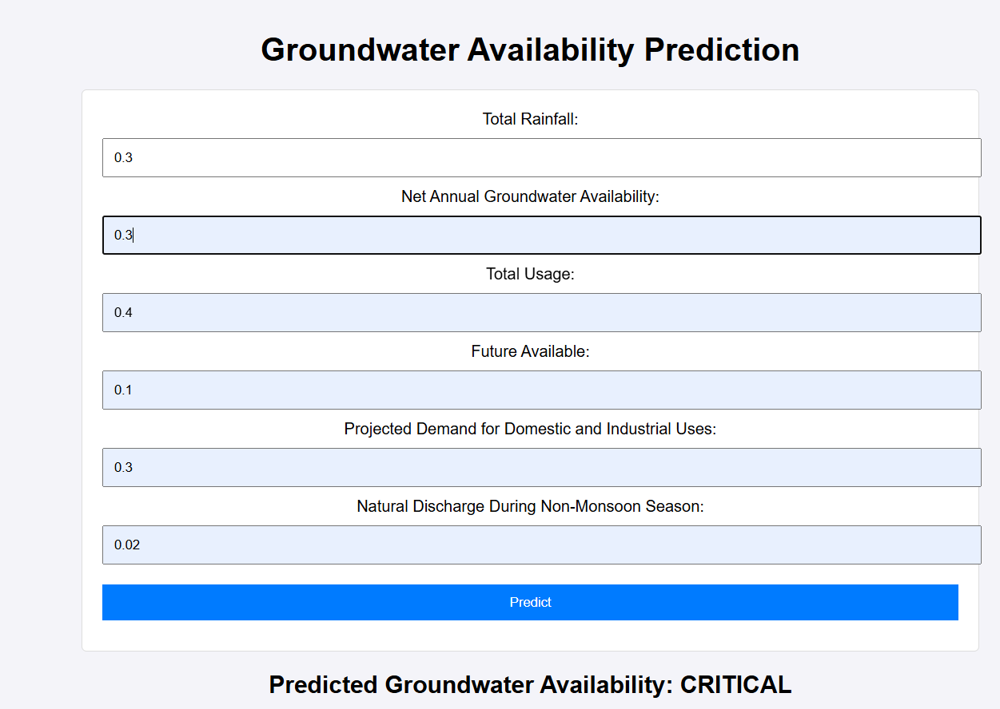 Groundwater Availability Prediction
Total Rainfall:
0.3
Net Annual Groundwater Availability:
0.3
Total Usage:
0.4
Future Available:
0.1
Projected Demand for Domestic and Industrial Uses:
0.3
Natural Discharge During Non-Monsoon Season:
0.02
Predict
Predicted Groundwater Availability: CRITICAL